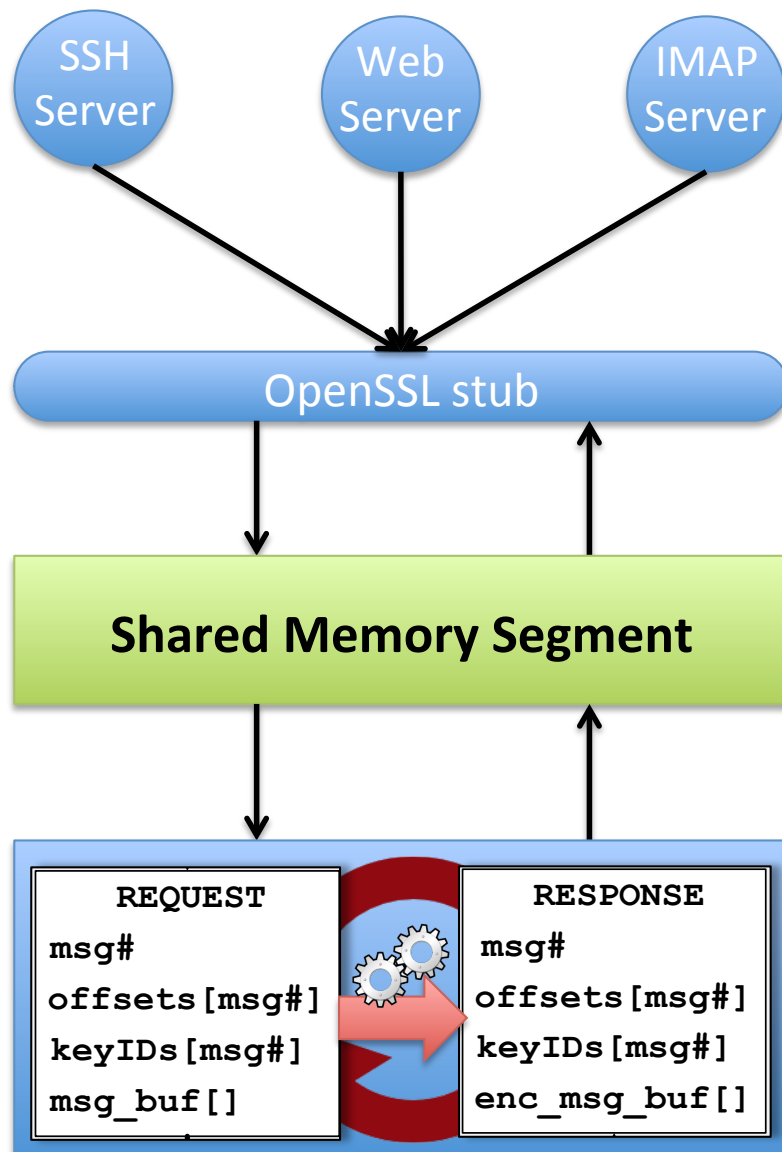 SSH
Server
Web
Server
IMAP
Server
OpenSSL stub
Shared Memory Segment
REQUEST
msg#
offsets[msg#]
keyIDs[msg#]
msg_buf[]
RESPONSE
msg#
offsets[msg#]
keyIDs[msg#]
enc_msg_buf[]